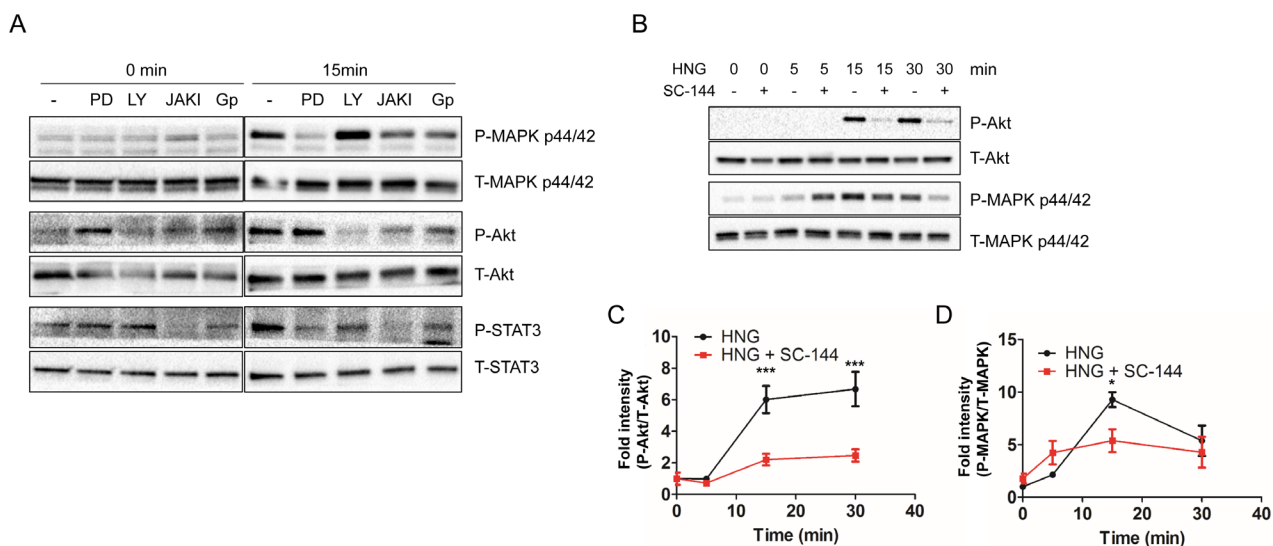 A
0 min 15min
- PD LY JAKI Gp - PD LY JAKI Gp
P-MAPK p44/42
T-MAPK p44/42
P-Akt
T-Akt
P-STAT3
T-STAT3
B
HNG 0 0 5 5 15 15 30 30 min
SC-144 - + - + - + - +
P-Akt
T-Akt
P-MAPK p44/42
T-MAPK p44/42
C
HNG
HNG + SC-144
*** ***
Fold intensity
(P-Akt/T-Akt)
10
8
6
4
2
0
0 10 20 30 40
Time (min)
D
HNG
HNG + SC-144
*
Fold intensity
(P-MAPK/T-MAPK)
15
10
5
0
0 10 20 30 40
Time (min)